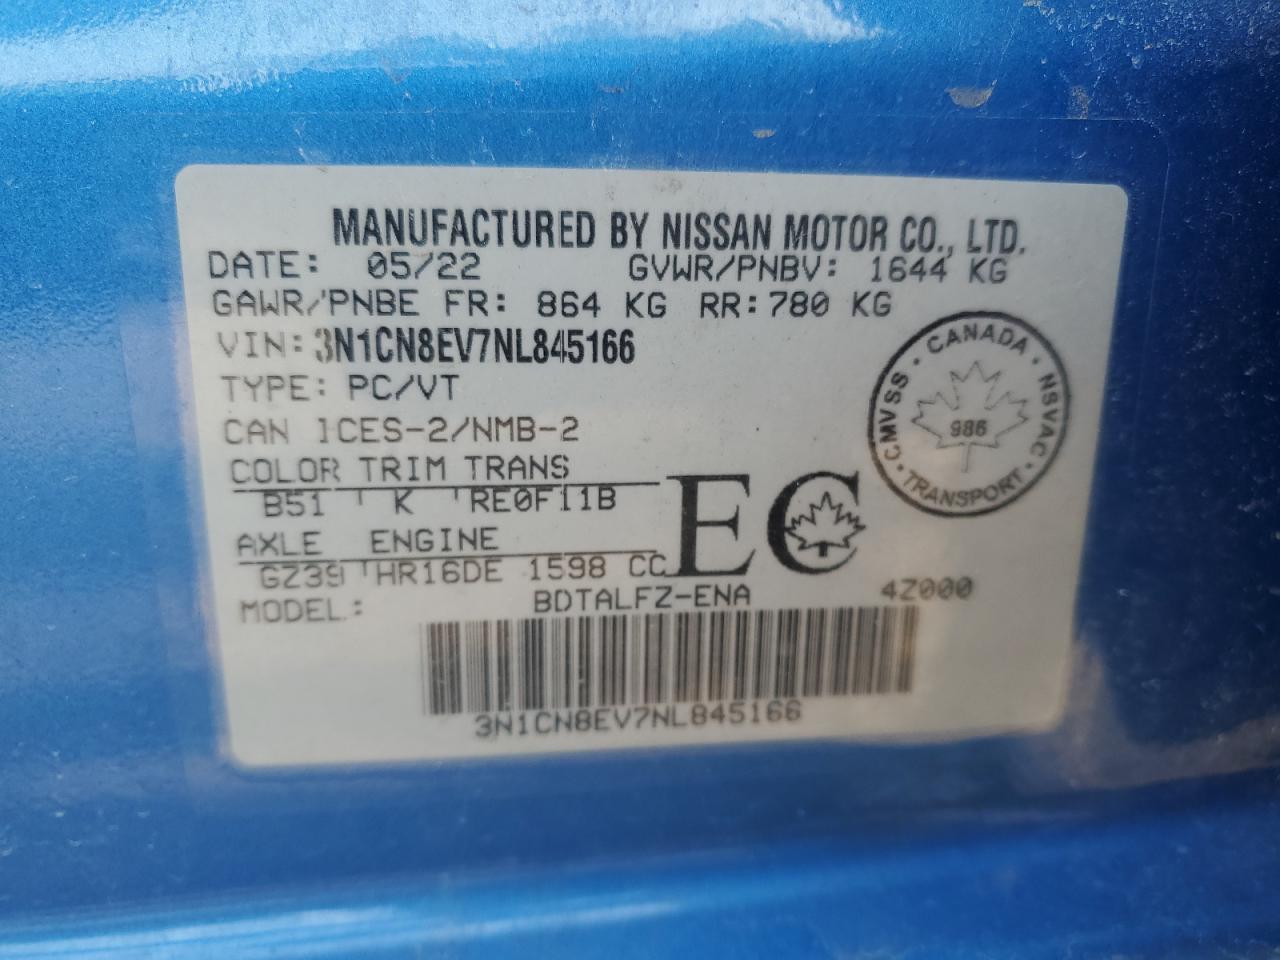 MANUFACTURED BY NISSAN MOTOR CO., LTD.
DATE: 05/22 GVWR/PNBV: 1644 KG
GAWR/PNBE FR: 864 KG RR:780 KG
VIN: 3N1CN8EV7NL845166
TYPE: PC/VT
CAN ICES-2/NMB-2
COLOR TRIM TRANS
B51 K RE0F11B
AXLE ENGINE
GZ39 HR16DE 1598 CC
MODEL: BDTALFZ-ENA 4Z000
3N1CN8EV7NL845166
EC
CANADA · NSVAC · TRANSPORT · CMVSS ·
986